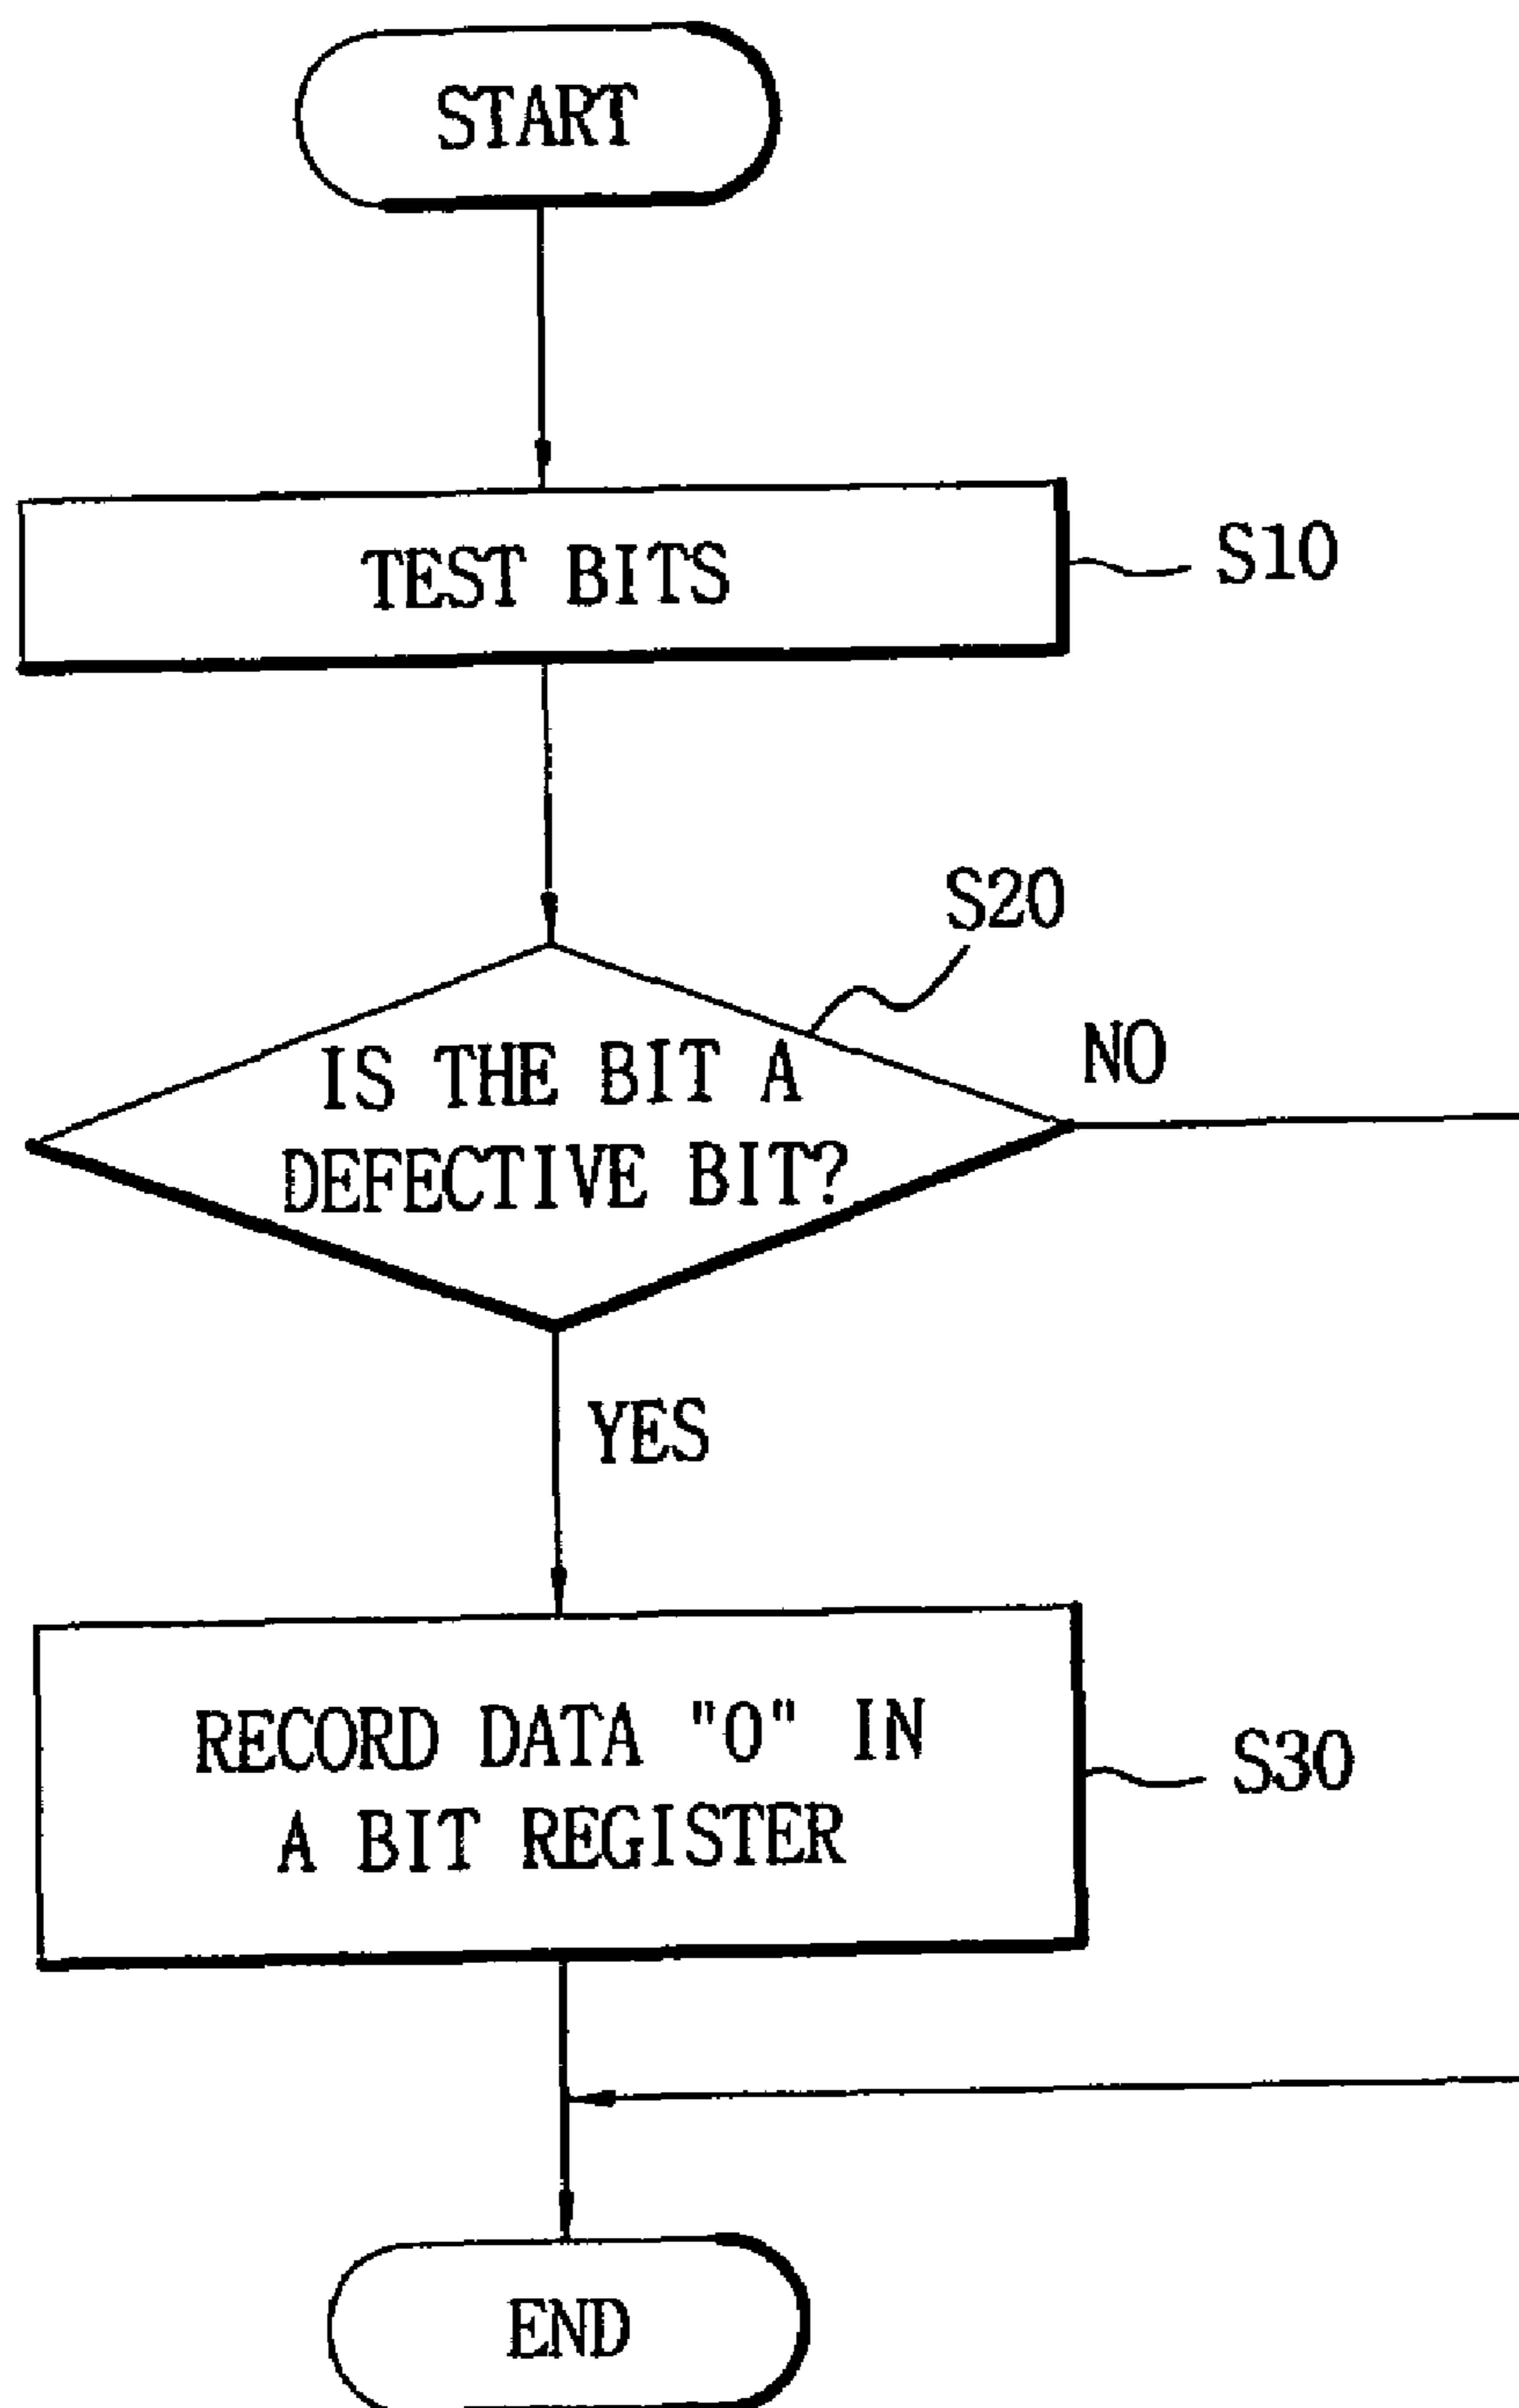 START
TEST BITS
S10
S20
IS THE BIT A
DEFECTIVE BIT?
NO
YES
RECORD DATA "0" IN
A BIT REGISTER
S30
END